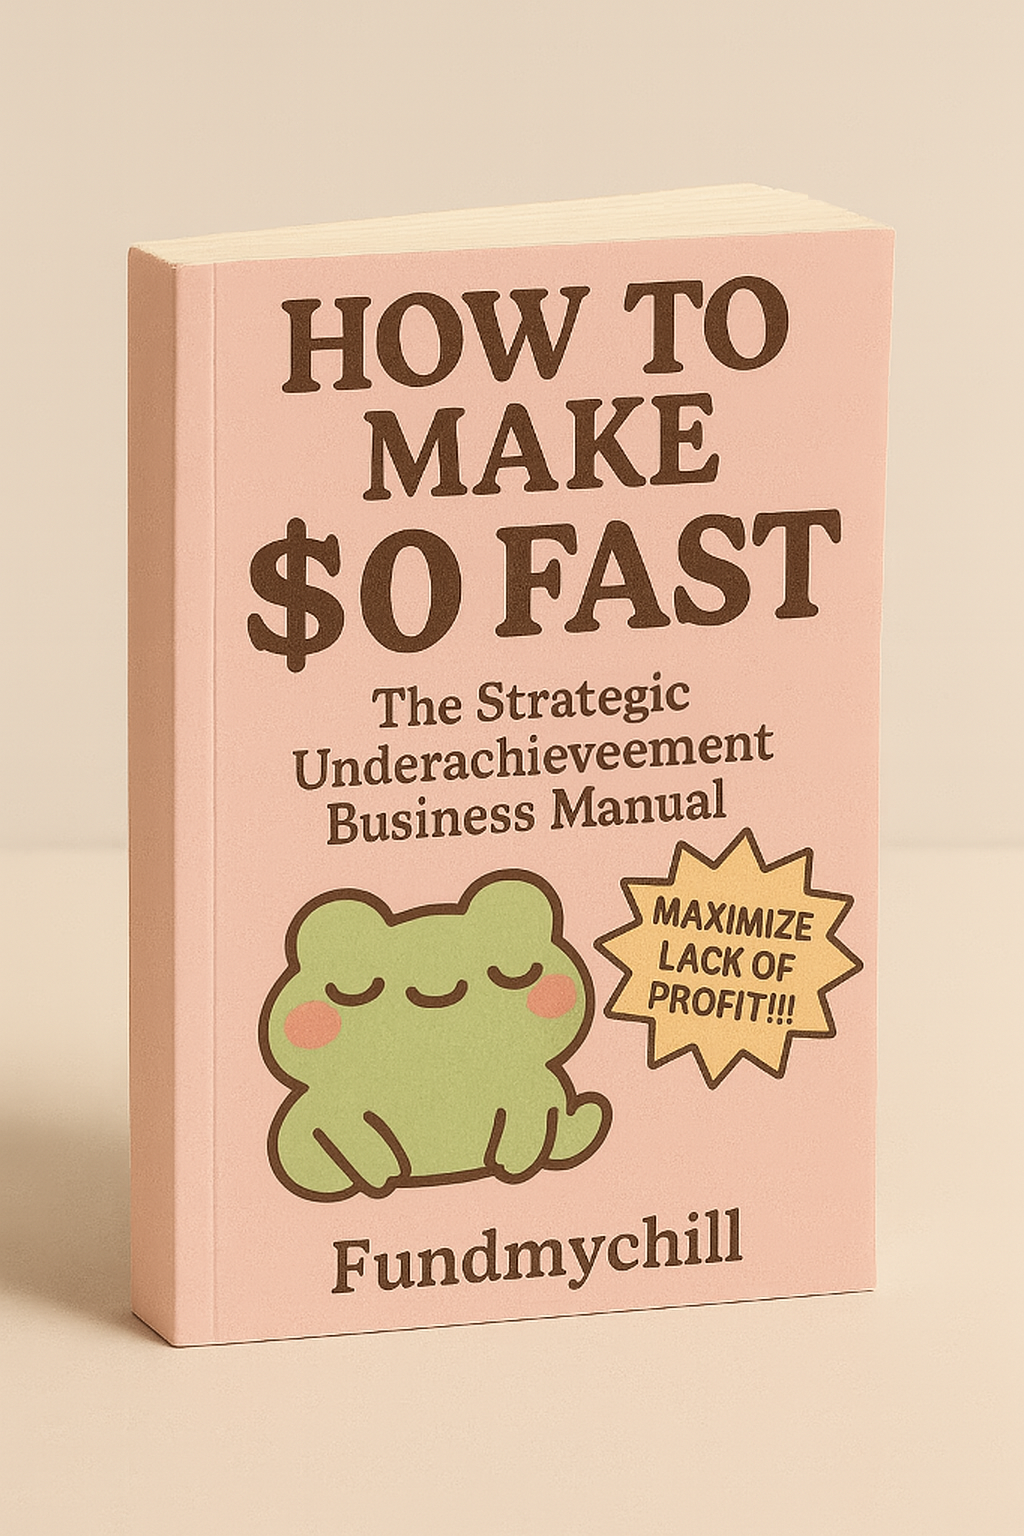 HOW TO
MAKE
$0 FAST
The Strategic
Underachieveement
Business Manual
MAXIMIZE
LACK OF
PROFIT!!!
Fundmychill